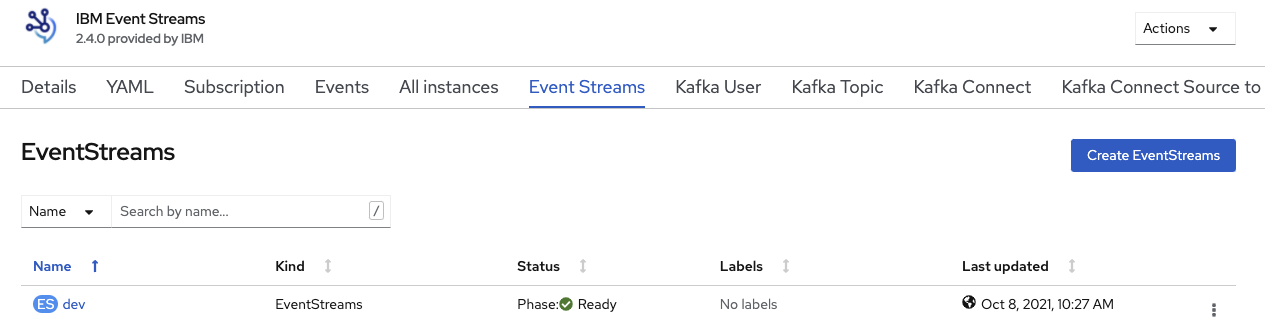 IBM Event Streams
2.4.0 provided by IBM
Actions
Details YAML Subscription Events All instances Event Streams Kafka User Kafka Topic Kafka Connect Kafka Connect Source to
EventStreams
Create EventStreams
Name Search by name... /
Name Kind Status Labels Last updated
ES dev EventStreams Phase: Ready No labels Oct 8, 2021, 10:27 AM